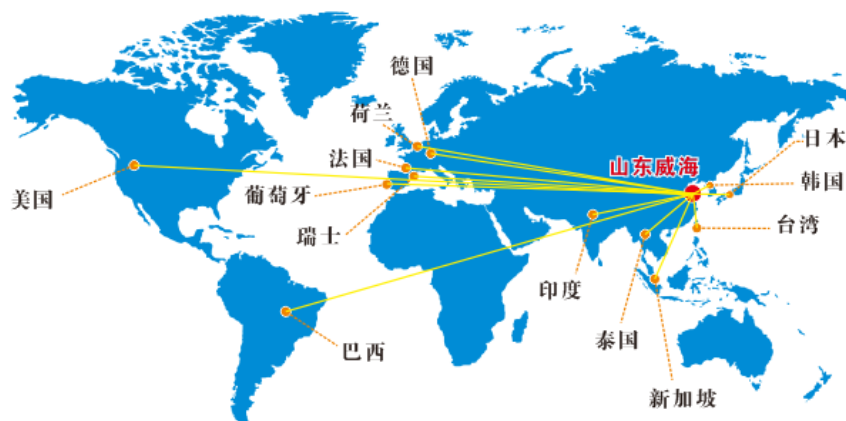 德国
荷兰
日本
法国
山东威海
韩国
美国
葡萄牙
台湾
瑞士
印度
泰国
巴西
新加坡